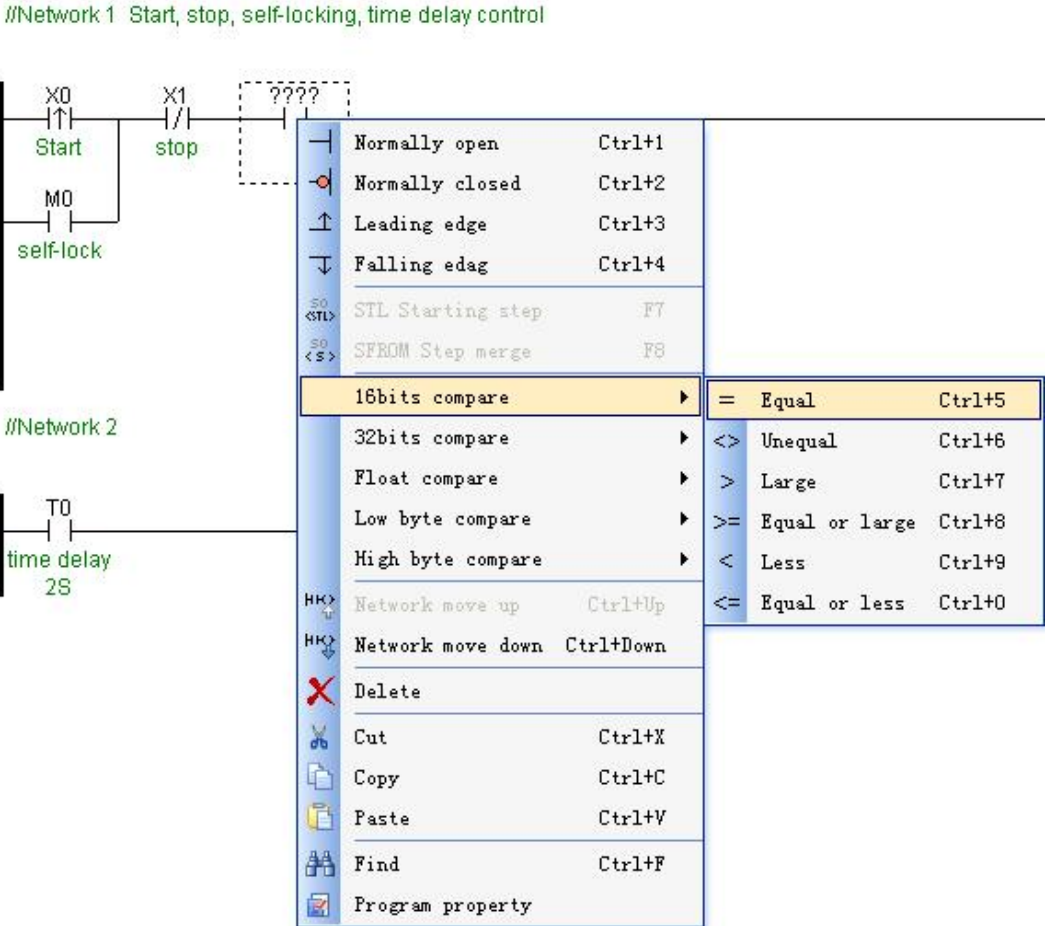 //Network 1 Start, stop, self-locking, time delay control
X0 X1 ????
Start stop
M0
self-lock
//Network 2
T0
time delay
2S
Normally open Ctrl+1
Normally closed Ctrl+2
Leading edge Ctrl+3
Falling edag Ctrl+4
S0 <STL> STL Starting step F7
S0 <S> SFROM Step merge F8
16bits compare
32bits compare
Float compare
Low byte compare
High byte compare
Network move up Ctrl+Up
Network move down Ctrl+Down
Delete
Cut Ctrl+X
Copy Ctrl+C
Paste Ctrl+V
Find Ctrl+F
Program property
= Equal Ctrl+5
<> Unequal Ctrl+6
> Large Ctrl+7
>= Equal or large Ctrl+8
< Less Ctrl+9
<= Equal or less Ctrl+0